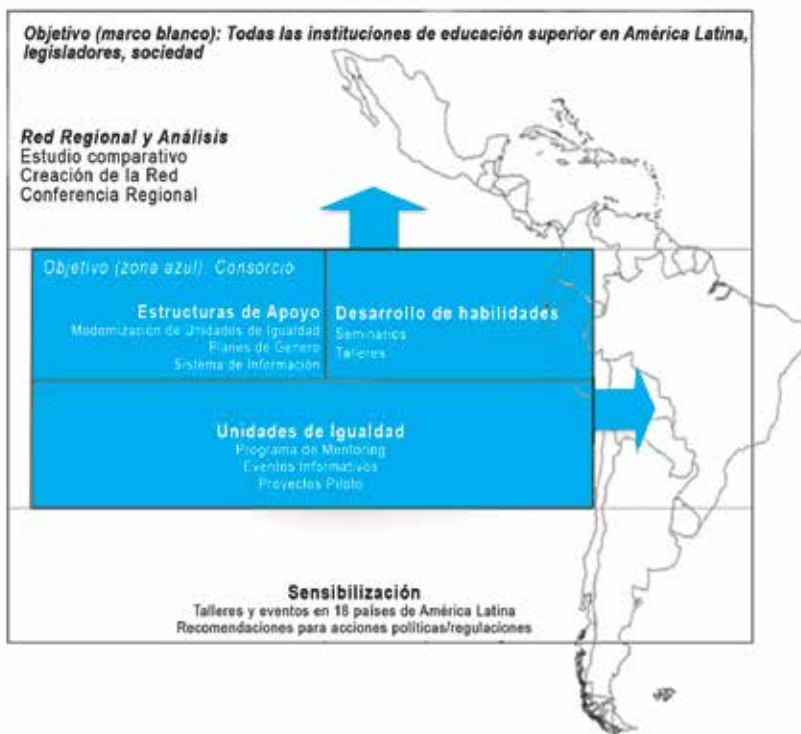 Objetivo (marco blanco): Todas las instituciones de educación superior en América Latina,
legisladores, sociedad
Red Regional y Análisis
Estudio comparativo
Creación de la Red
Conferencia Regional
Objetivo (zona azul): Consorcio
Estructuras de Apoyo
Modernización de Unidades de Igualdad
Planes de Género
Sistema de Información
Desarrollo de habilidades
Seminarios
Talleres
Unidades de Igualdad
Programa de Mentoring
Eventos Informativos
Proyectos Piloto
Sensibilización
Talleres y eventos en 18 países de América Latina
Recomendaciones para acciones políticas/regulaciones